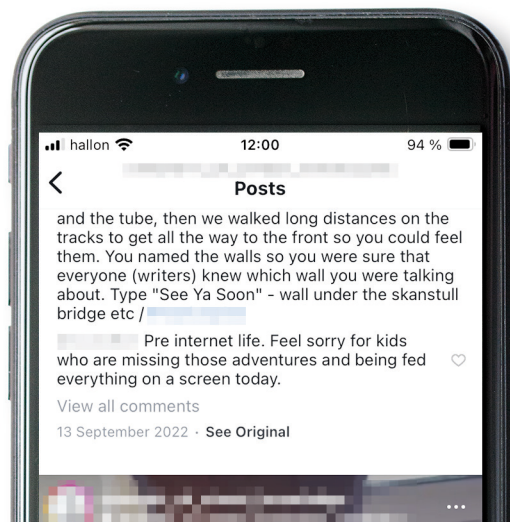 hallon 12:00 94 %
Posts
and the tube, then we walked long distances on the
tracks to get all the way to the front so you could feel
them. You named the walls so you were sure that
everyone (writers) knew which wall you were talking
about. Type "See Ya Soon" - wall under the skanstull
bridge etc /
Pre internet life. Feel sorry for kids
who are missing those adventures and being fed
everything on a screen today.
View all comments
13 September 2022 · See Original